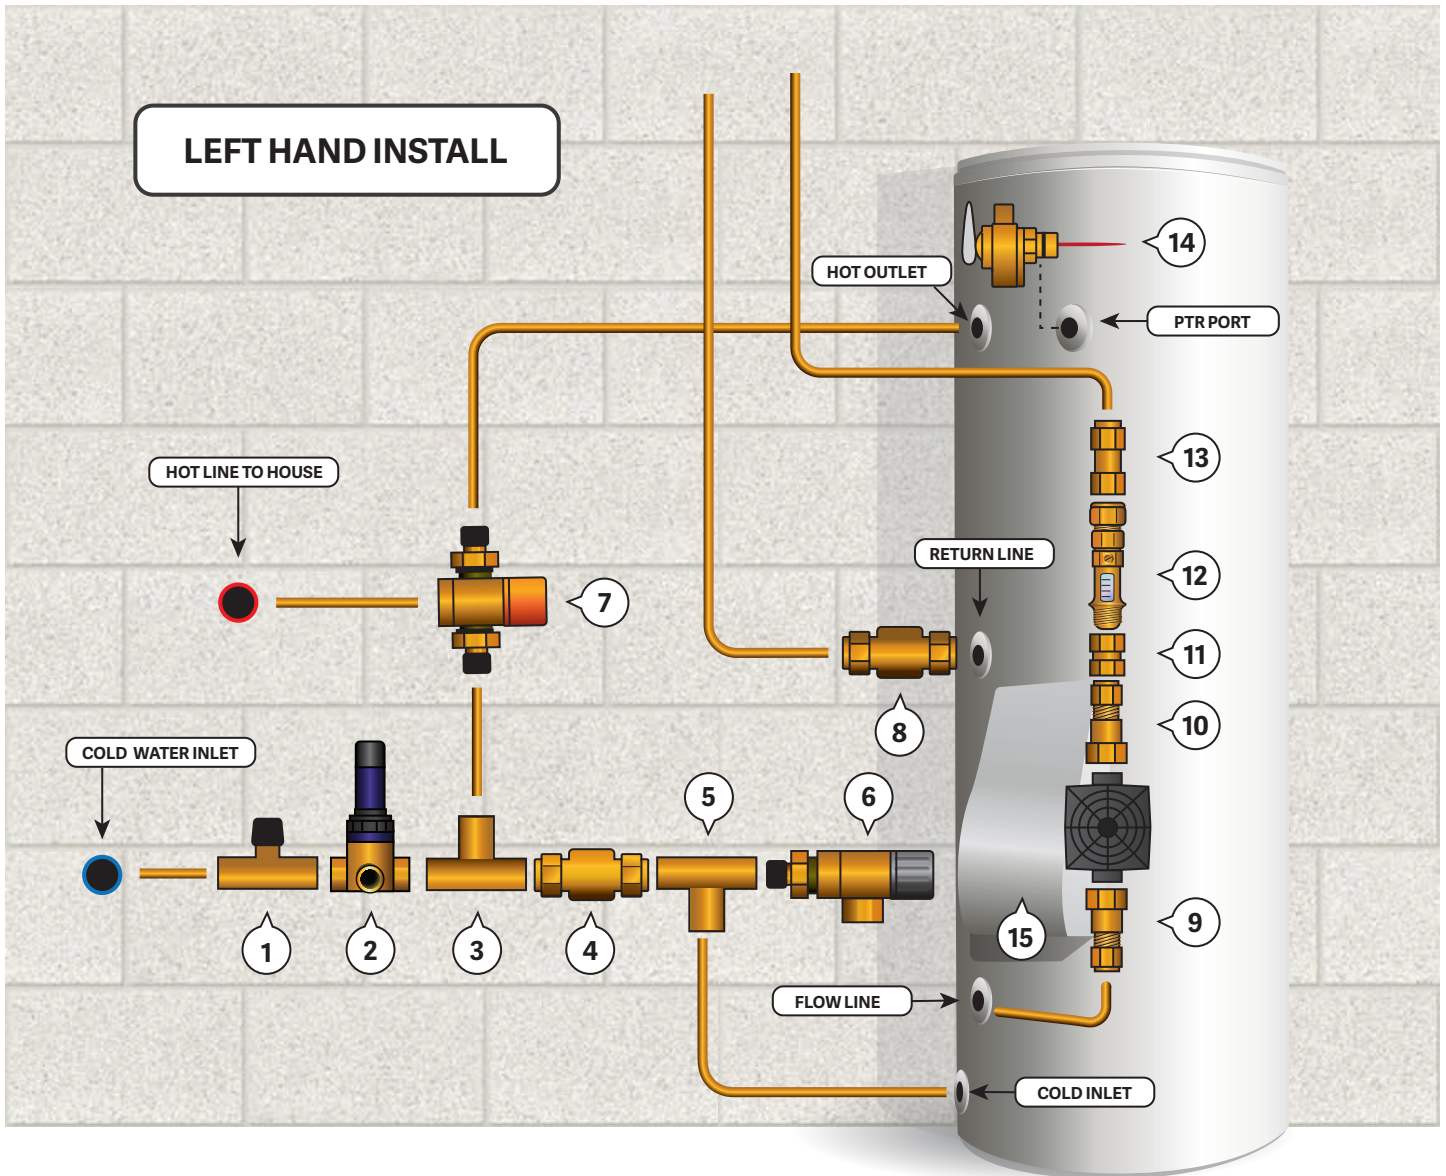 LEFT HAND INSTALL
14
HOT OUTLET
PTR PORT
13
HOT LINE TO HOUSE
RETURN LINE
12
7
11
8
10
COLD WATER INLET
5
6
9
15
1
2
3
4
FLOW LINE
COLD INLET